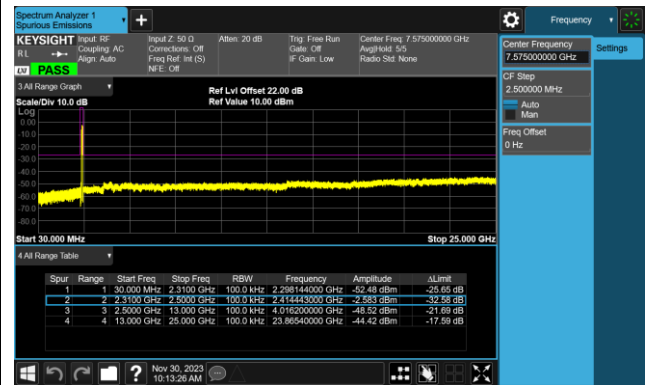 Spectrum Analyzer 1
Spurious Emissions
Frequency
KEYSIGHT
Input: RF
Input Z: 50 Ω
Atten: 20 dB
Trig: Free Run
Center Freq: 7.575000000 GHz
RL
Coupling: AC
Corrections: Off
Gate: Off
Avg|Hold: 5/5
Align: Auto
Freq Ref: Int (S)
IF Gain: Low
Radio Std: None
LXI
PASS
NFE: Off
Center Frequency
7.575000000 GHz
Settings
CF Step
2.500000 MHz
Auto
Man
Freq Offset
0 Hz
3 All Range Graph
Ref Lvl Offset 22.00 dB
Scale/Div 10.0 dB
Ref Value 10.00 dBm
Log
0.00
-10.0
-20.0
-30.0
-40.0
-50.0
-60.0
-70.0
-80.0
Start 30.000 MHz
Stop 25.000 GHz
4 All Range Table
Spur Range Start Freq Stop Freq RBW Frequency Amplitude ΔLimit
1 1 30.000 MHz 2.3100 GHz 100.0 kHz 2.298144000 GHz -52.48 dBm -25.65 dB
2 2 2.3100 GHz 2.5000 GHz 100.0 kHz 2.414443000 GHz -2.583 dBm -32.58 dB
3 3 2.5000 GHz 13.000 GHz 100.0 kHz 4.016200000 GHz -48.52 dBm -21.69 dB
4 4 13.000 GHz 25.000 GHz 100.0 kHz 23.86540000 GHz -44.42 dBm -17.59 dB
Nov 30, 2023
10:13:26 AM